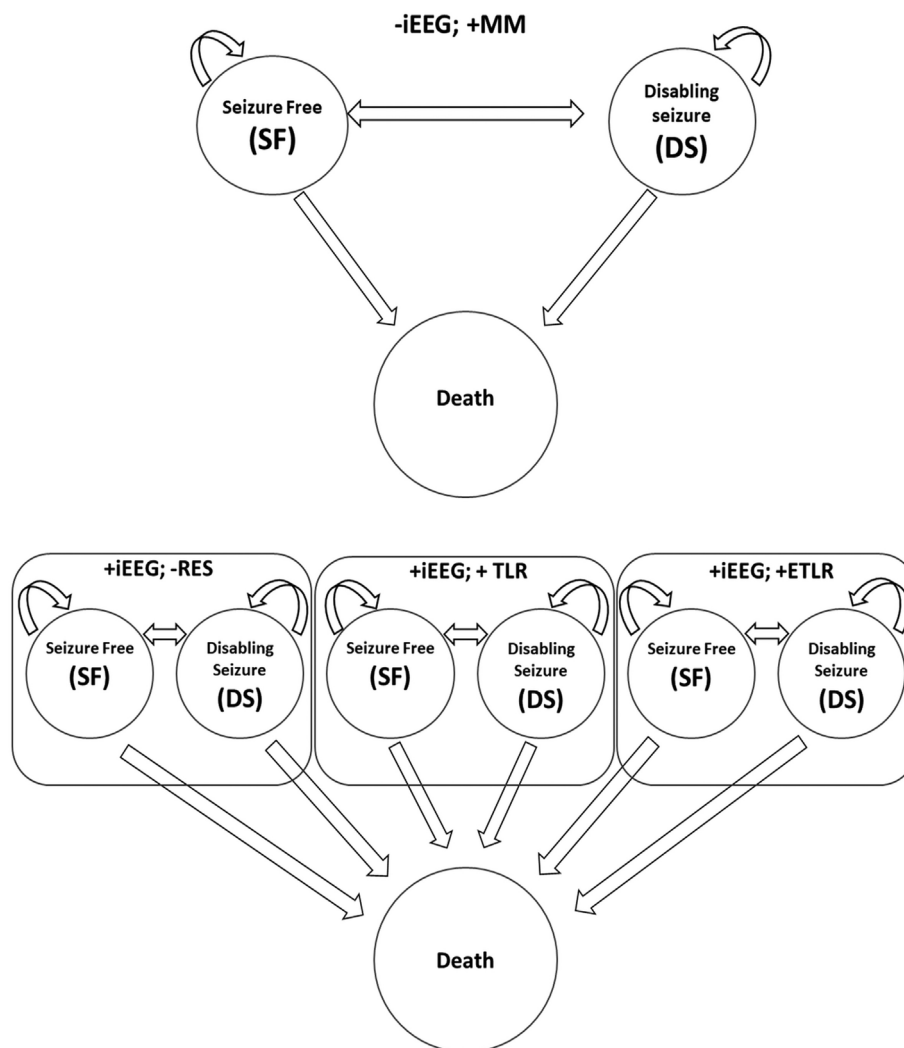 -iEEG; +MM
Seizure Free
(SF)
Disabling
seizure
(DS)
Death
+iEEG; -RES
Seizure Free
(SF)
Disabling
Seizure
(DS)
+iEEG; + TLR
Seizure Free
(SF)
Disabling
Seizure
(DS)
+iEEG; +ETLR
Seizure Free
(SF)
Disabling
Seizure
(DS)
Death